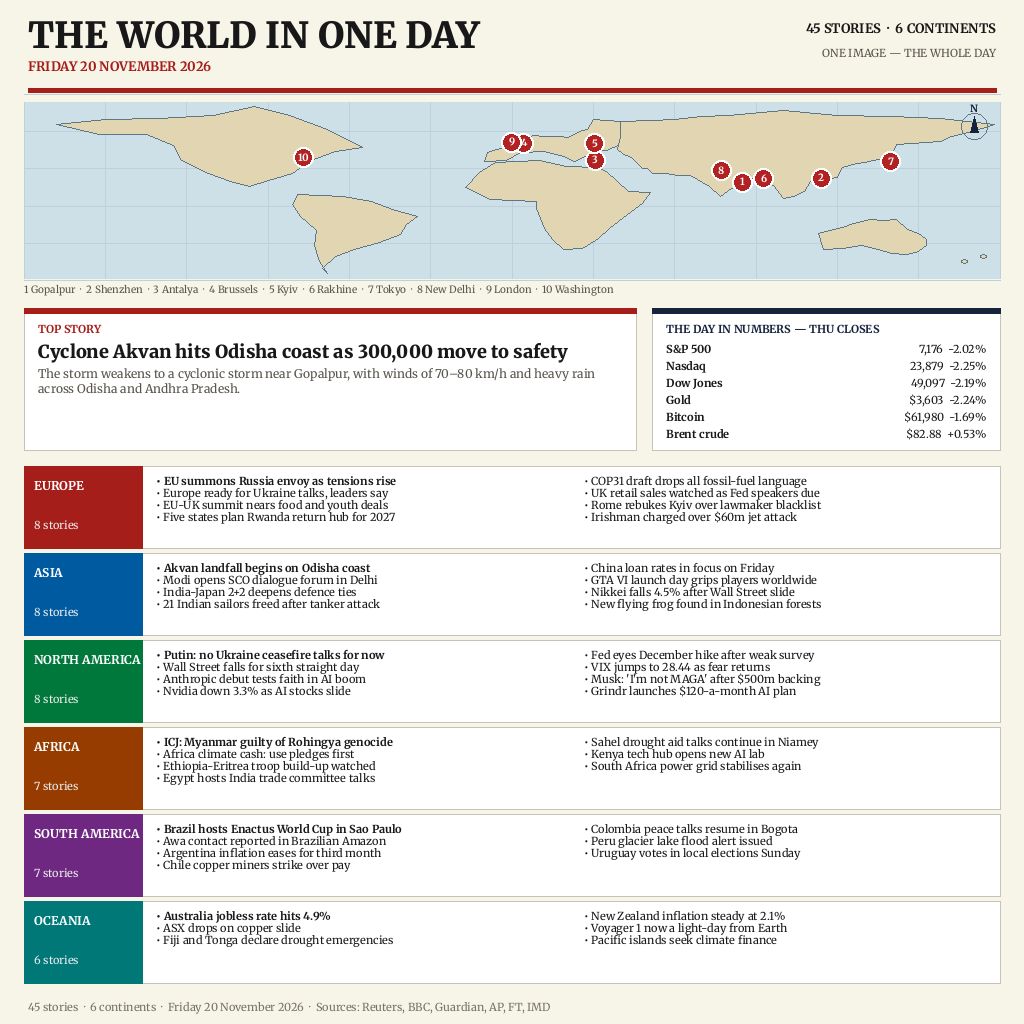 THE WORLD IN ONE DAY
FRIDAY 20 NOVEMBER 2026
45 STORIES · 6 CONTINENTS
ONE IMAGE — THE WHOLE DAY
N
10
9
4
5
3
8
1
6
2
7
1 Gopalpur · 2 Shenzhen · 3 Antalya · 4 Brussels · 5 Kyiv · 6 Rakhine · 7 Tokyo · 8 New Delhi · 9 London · 10 Washington
TOP STORY
Cyclone Akvan hits Odisha coast as 300,000 move to safety
The storm weakens to a cyclonic storm near Gopalpur, with winds of 70–80 km/h and heavy rain
across Odisha and Andhra Pradesh.
THE DAY IN NUMBERS — THU CLOSES
S&P 500 7,176 -2.02%
Nasdaq 23,879 -2.25%
Dow Jones 49,097 -2.19%
Gold $3,603 -2.24%
Bitcoin $61,980 -1.69%
Brent crude $82.88 +0.53%
EUROPE
8 stories
• EU summons Russia envoy as tensions rise
• Europe ready for Ukraine talks, leaders say
• EU-UK summit nears food and youth deals
• Five states plan Rwanda return hub for 2027
• COP31 draft drops all fossil-fuel language
• UK retail sales watched as Fed speakers due
• Rome rebukes Kyiv over lawmaker blacklist
• Irishman charged over $60m jet attack
ASIA
8 stories
• Akvan landfall begins on Odisha coast
• Modi opens SCO dialogue forum in Delhi
• India-Japan 2+2 deepens defence ties
• 21 Indian sailors freed after tanker attack
• China loan rates in focus on Friday
• GTA VI launch day grips players worldwide
• Nikkei falls 4.5% after Wall Street slide
• New flying frog found in Indonesian forests
NORTH AMERICA
8 stories
• Putin: no Ukraine ceasefire talks for now
• Wall Street falls for sixth straight day
• Anthropic debut tests faith in AI boom
• Nvidia down 3.3% as AI stocks slide
• Fed eyes December hike after weak survey
• VIX jumps to 28.44 as fear returns
• Musk: 'I'm not MAGA' after $500m backing
• Grindr launches $120-a-month AI plan
AFRICA
7 stories
• ICJ: Myanmar guilty of Rohingya genocide
• Africa climate cash: use pledges first
• Ethiopia-Eritrea troop build-up watched
• Egypt hosts India trade committee talks
• Sahel drought aid talks continue in Niamey
• Kenya tech hub opens new AI lab
• South Africa power grid stabilises again
SOUTH AMERICA
7 stories
• Brazil hosts Enactus World Cup in Sao Paulo
• Awa contact reported in Brazilian Amazon
• Argentina inflation eases for third month
• Chile copper miners strike over pay
• Colombia peace talks resume in Bogota
• Peru glacier lake flood alert issued
• Uruguay votes in local elections Sunday
OCEANIA
6 stories
• Australia jobless rate hits 4.9%
• ASX drops on copper slide
• Fiji and Tonga declare drought emergencies
• New Zealand inflation steady at 2.1%
• Voyager 1 now a light-day from Earth
• Pacific islands seek climate finance
45 stories · 6 continents · Friday 20 November 2026 · Sources: Reuters, BBC, Guardian, AP, FT, IMD